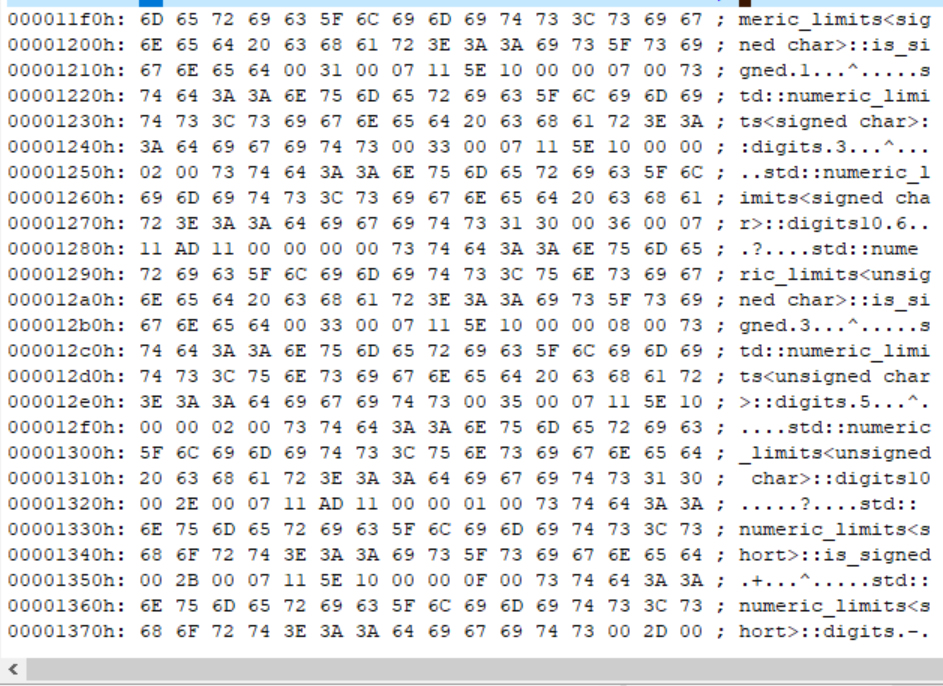 000011f0h: 6D 65 72 69 63 5F 6C 69 6D 69 74 73 3C 73 69 67 ; meric_limits<sig
00001200h: 6E 65 64 20 63 68 61 72 3E 3A 3A 69 73 5F 73 69 ; ned char>::is_si
00001210h: 67 6E 65 64 00 31 00 07 11 5E 10 00 00 07 00 73 ; gned.1...^.....s
00001220h: 74 64 3A 3A 6E 75 6D 65 72 69 63 5F 6C 69 6D 69 ; td::numeric_limi
00001230h: 74 73 3C 73 69 67 6E 65 64 20 63 68 61 72 3E 3A ; ts<signed char>:
00001240h: 3A 64 69 67 69 74 73 00 33 00 07 11 5E 10 00 00 ; :digits.3...^...
00001250h: 02 00 73 74 64 3A 3A 6E 75 6D 65 72 69 63 5F 6C ; ..std::numeric_l
00001260h: 69 6D 69 74 73 3C 73 69 67 6E 65 64 20 63 68 61 ; imits<signed cha
00001270h: 72 3E 3A 3A 64 69 67 69 74 73 31 30 00 36 00 07 ; r>::digits10.6..
00001280h: 11 AD 11 00 00 00 00 73 74 64 3A 3A 6E 75 6D 65 ; .?....std::nume
00001290h: 72 69 63 5F 6C 69 6D 69 74 73 3C 75 6E 73 69 67 ; ric_limits<unsig
000012a0h: 6E 65 64 20 63 68 61 72 3E 3A 3A 69 73 5F 73 69 ; ned char>::is_si
000012b0h: 67 6E 65 64 00 33 00 07 11 5E 10 00 00 08 00 73 ; gned.3...^.....s
000012c0h: 74 64 3A 3A 6E 75 6D 65 72 69 63 5F 6C 69 6D 69 ; td::numeric_limi
000012d0h: 74 73 3C 75 6E 73 69 67 6E 65 64 20 63 68 61 72 ; ts<unsigned char
000012e0h: 3E 3A 3A 64 69 67 69 74 73 00 35 00 07 11 5E 10 ; >::digits.5...^.
000012f0h: 00 00 02 00 73 74 64 3A 3A 6E 75 6D 65 72 69 63 ; ....std::numeric
00001300h: 5F 6C 69 6D 69 74 73 3C 75 6E 73 69 67 6E 65 64 ; _limits<unsigned
00001310h: 20 63 68 61 72 3E 3A 3A 64 69 67 69 74 73 31 30 ;  char>::digits10
00001320h: 00 2E 00 07 11 AD 11 00 00 01 00 73 74 64 3A 3A ; .....?....std::
00001330h: 6E 75 6D 65 72 69 63 5F 6C 69 6D 69 74 73 3C 73 ; numeric_limits<s
00001340h: 68 6F 72 74 3E 3A 3A 69 73 5F 73 69 67 6E 65 64 ; hort>::is_signed
00001350h: 00 2B 00 07 11 5E 10 00 00 0F 00 73 74 64 3A 3A ; .+...^.....std::
00001360h: 6E 75 6D 65 72 69 63 5F 6C 69 6D 69 74 73 3C 73 ; numeric_limits<s
00001370h: 68 6F 72 74 3E 3A 3A 64 69 67 69 74 73 00 2D 00 ; hort>::digits.-.